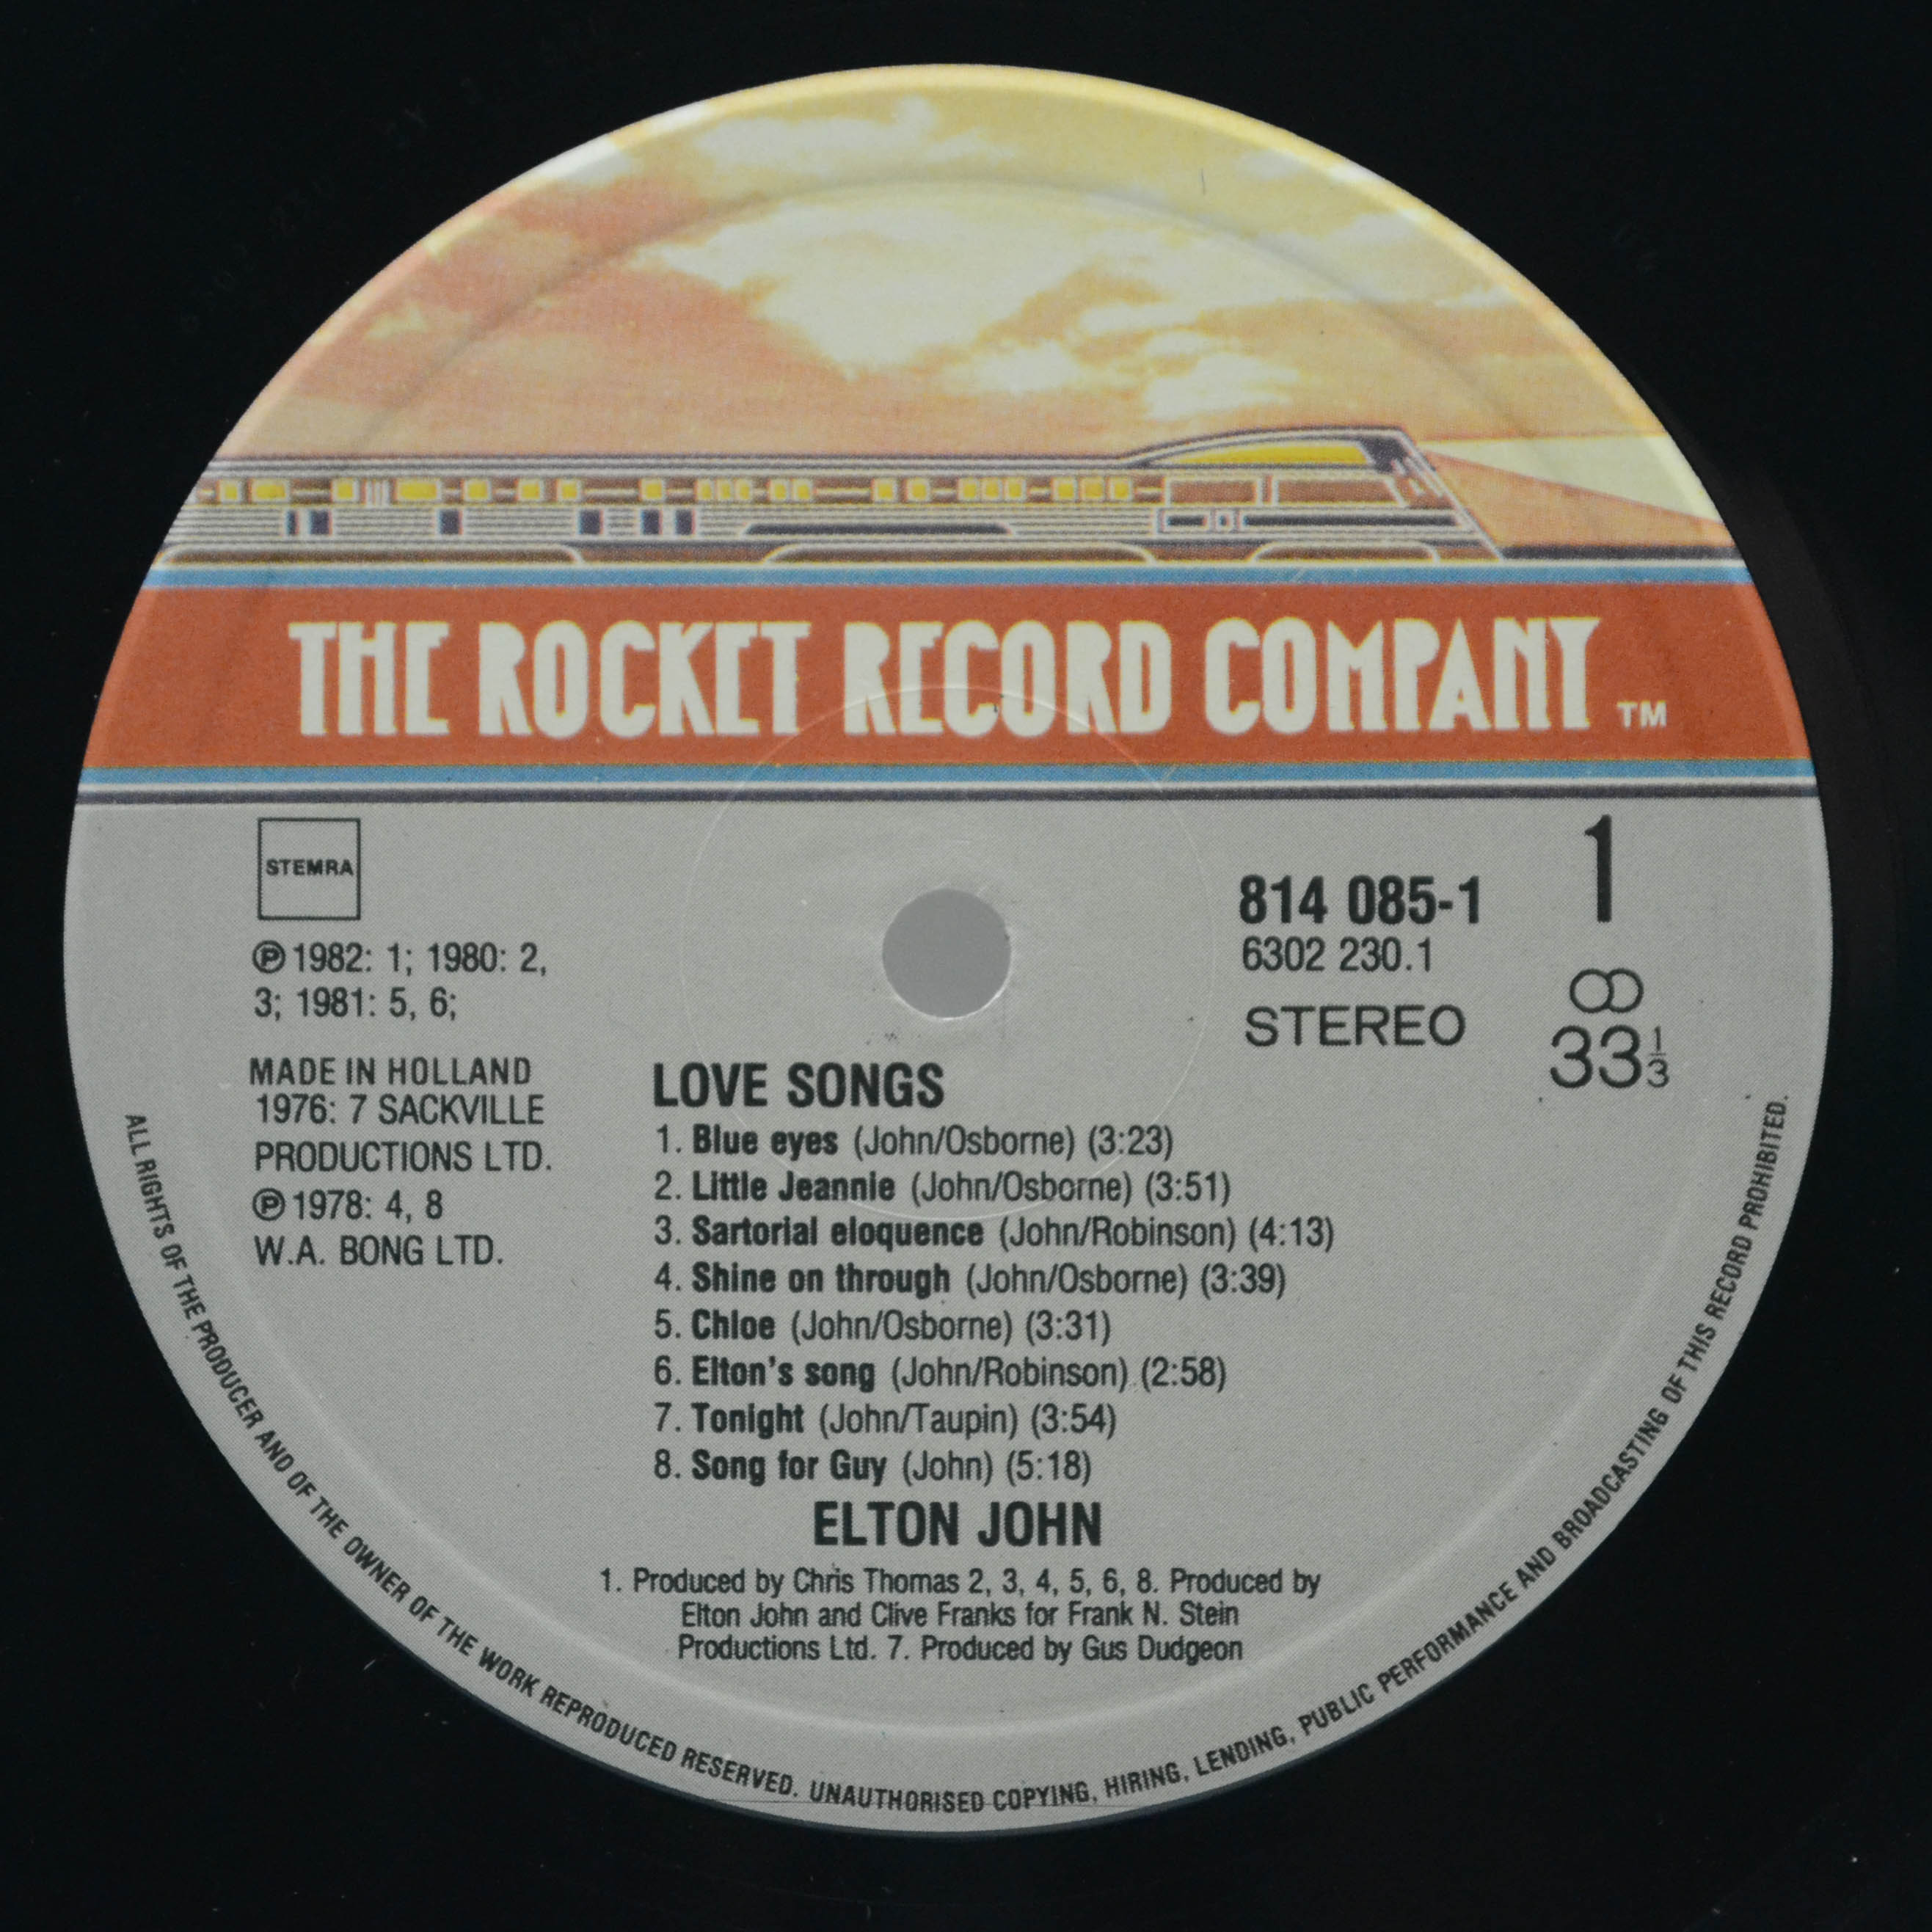 THE ROCKET RECORD COMPANY ™
STEMRA
℗ 1982: 1; 1980: 2,
3; 1981: 5, 6;
MADE IN HOLLAND
1976: 7 SACKVILLE
PRODUCTIONS LTD.
℗ 1978: 4, 8
W.A. BONG LTD.
814 085-1
6302 230.1
STEREO
1
33 1/3
LOVE SONGS
1. Blue eyes (John/Osborne) (3:23)
2. Little Jeannie (John/Osborne) (3:51)
3. Sartorial eloquence (John/Robinson) (4:13)
4. Shine on through (John/Osborne) (3:39)
5. Chloe (John/Osborne) (3:31)
6. Elton's song (John/Robinson) (2:58)
7. Tonight (John/Taupin) (3:54)
8. Song for Guy (John) (5:18)
ELTON JOHN
1. Produced by Chris Thomas 2, 3, 4, 5, 6, 8. Produced by
Elton John and Clive Franks for Frank N. Stein
Productions Ltd. 7. Produced by Gus Dudgeon
ALL RIGHTS OF THE PRODUCER AND OF THE OWNER OF THE WORK REPRODUCED RESERVED. UNAUTHORISED COPYING, HIRING, LENDING, PUBLIC PERFORMANCE AND BROADCASTING OF THIS RECORD PROHIBITED.